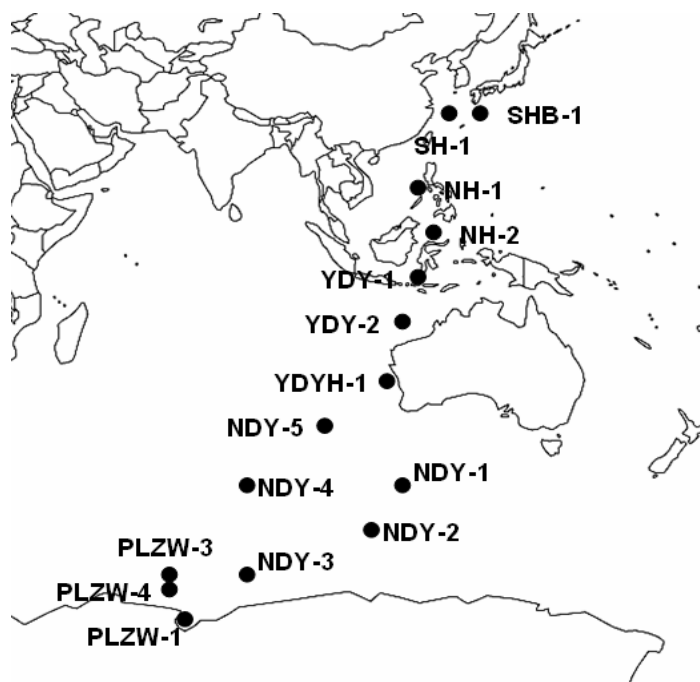 SHB-1
SH-1
NH-1
NH-2
YDY-1
YDY-2
YDYH-1
NDY-5
NDY-4
NDY-1
NDY-2
PLZW-3
NDY-3
PLZW-4
PLZW-1